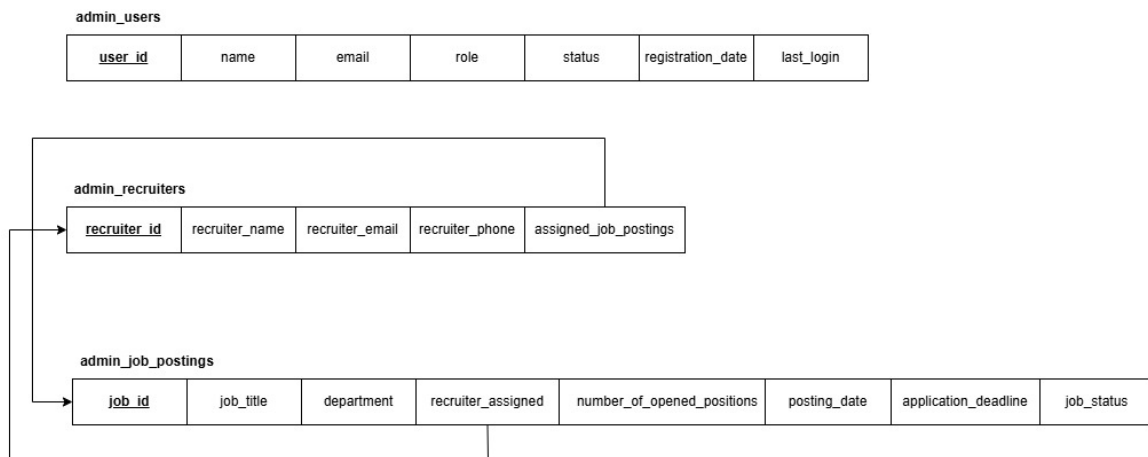 admin_users
user_id name email role status registration_date last_login
admin_recruiters
recruiter_id recruiter_name recruiter_email recruiter_phone assigned_job_postings
admin_job_postings
job_id job_title department recruiter_assigned number_of_opened_positions posting_date application_deadline job_status